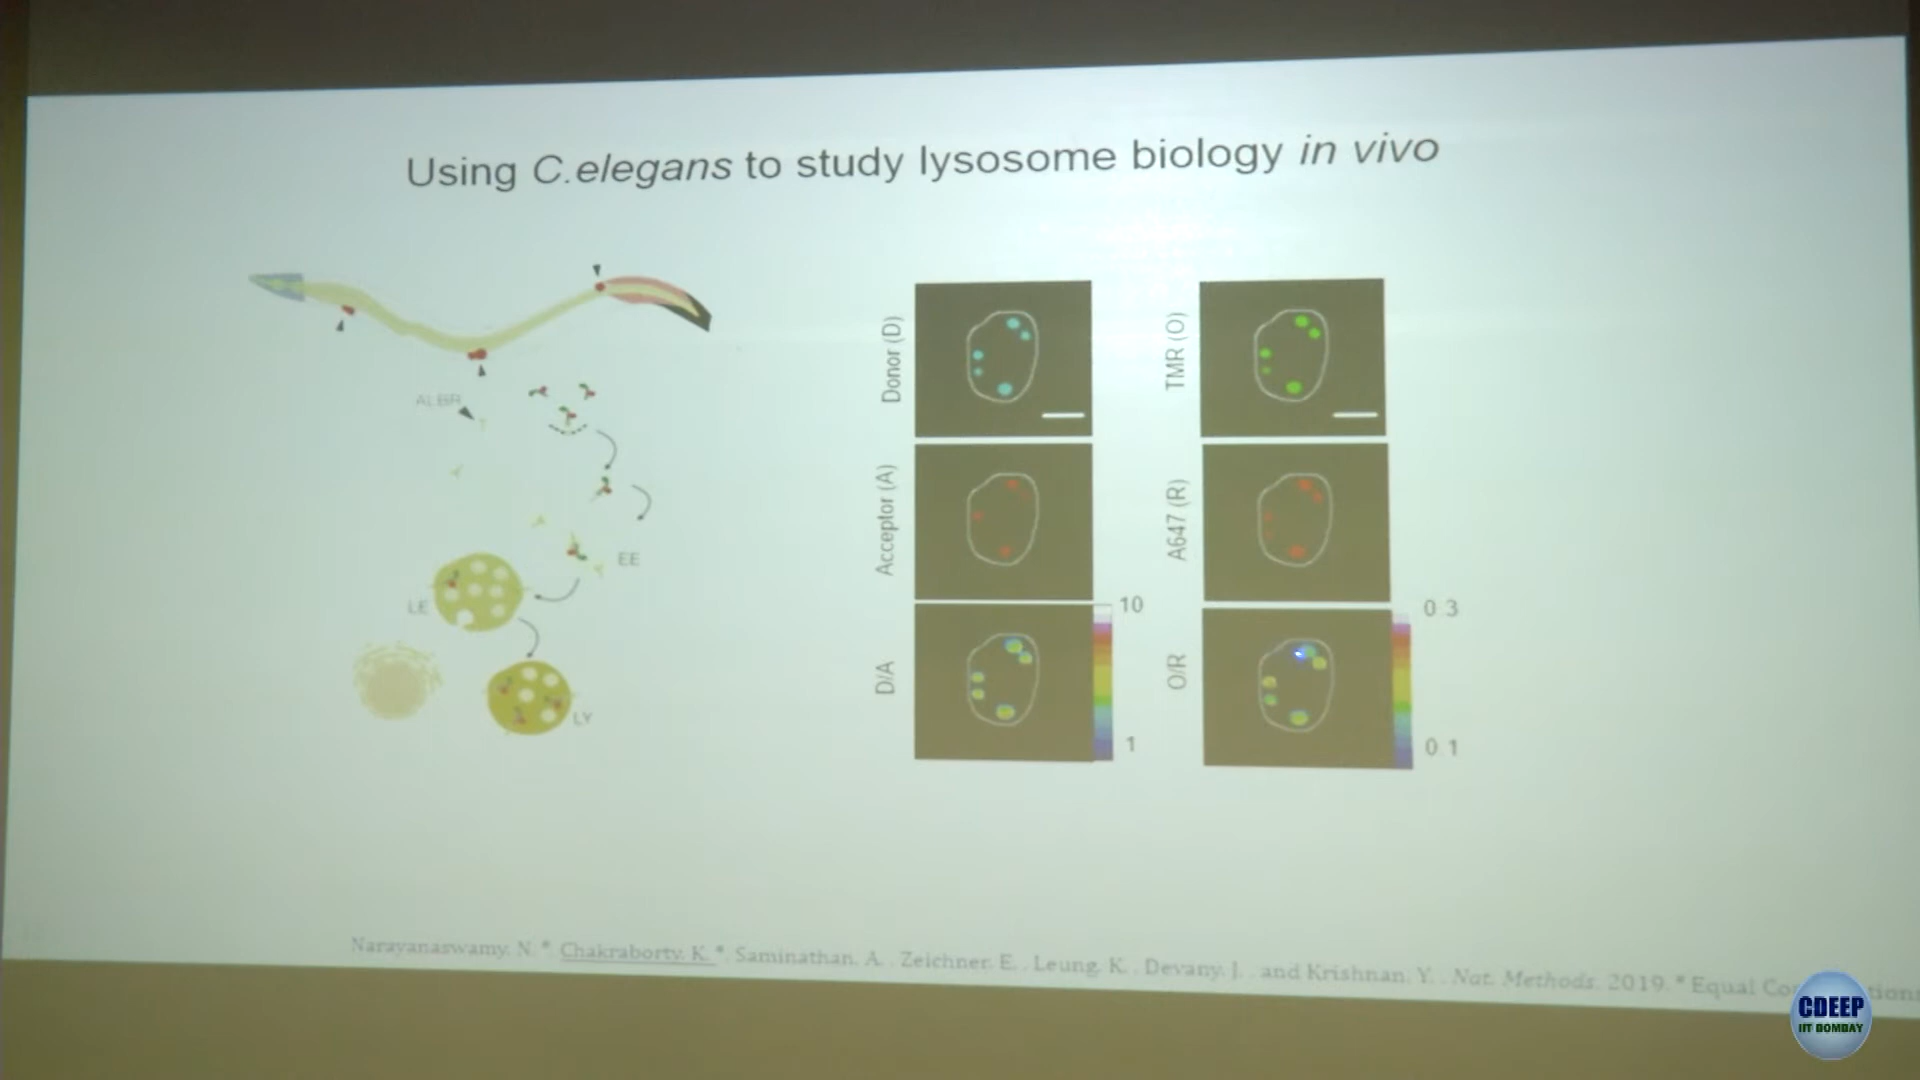 Using C.elegans to study lysosome biology in vivo
ALBR
EE
LE
LY
Donor (D)
Acceptor (A)
D/A
10
1
TMR (O)
A647 (R)
O/R
0.3
0.1
Narayanaswamy, N.*, Chakraborty, K.*, Saminathan, A., Zeichner, E., Leung, K., Devany, J., and Krishnan, Y., Nat. Methods, 2019. * Equal
CDEEP
IIT BOMBAY